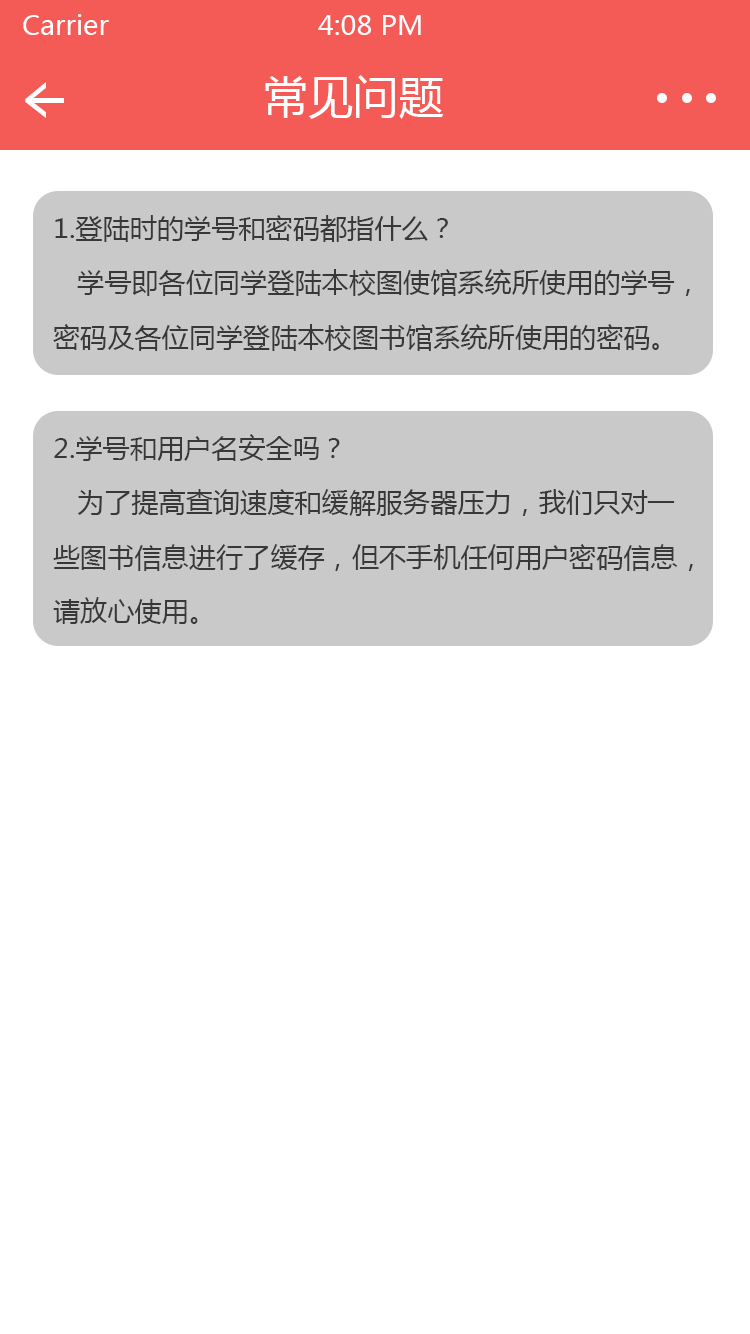 Carrier 4:08 PM
常见问题
1.登陆时的学号和密码都指什么？
学号即各位同学登陆本校图使馆系统所使用的学号，
密码及各位同学登陆本校图书馆系统所使用的密码。
2.学号和用户名安全吗？
为了提高查询速度和缓解服务器压力，我们只对一
些图书信息进行了缓存，但不手机任何用户密码信息，
请放心使用。